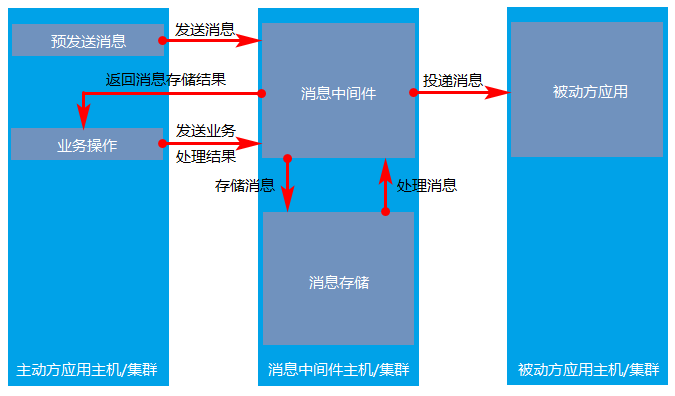 预发送消息
发送消息
返回消息存储结果
消息中间件
投递消息
被动方应用
业务操作
发送业务
处理结果
存储消息
处理消息
消息存储
主动方应用主机/集群
消息中间件主机/集群
被动方应用主机/集群